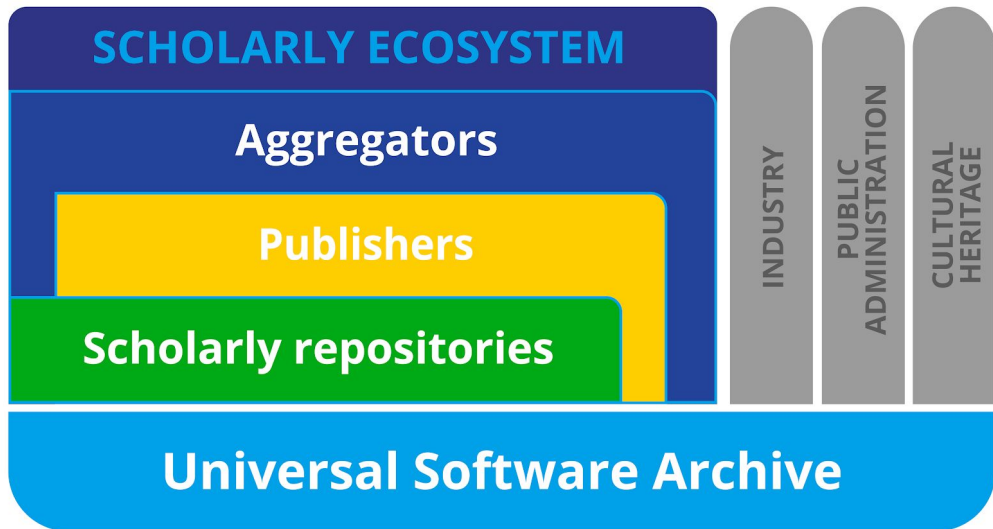 SCHOLARLY ECOSYSTEM
Aggregators
Publishers
Scholarly repositories
INDUSTRY
PUBLIC
ADMINISTRATION
CULTURAL
HERITAGE
Universal Software Archive